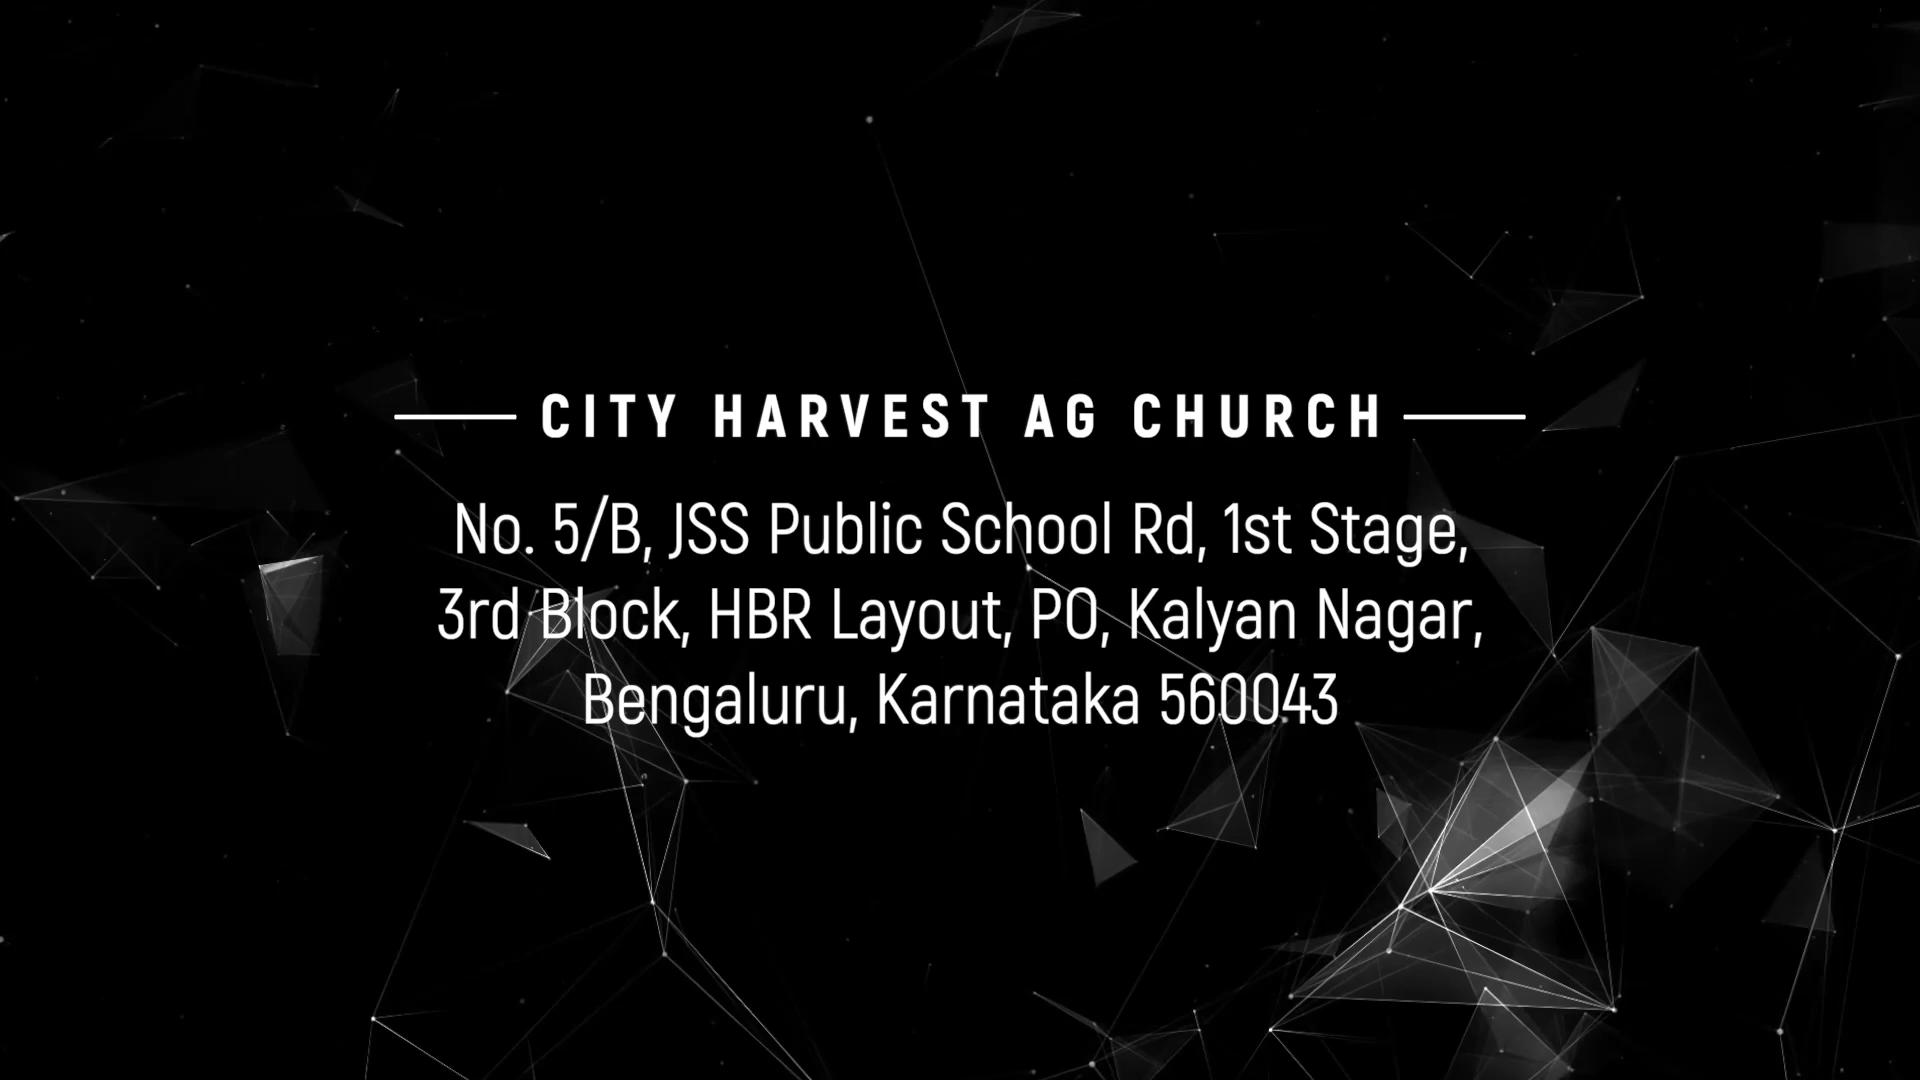 CITY HARVEST AG CHURCH
No. 5/B, JSS Public School Rd, 1st Stage,
3rd Block, HBR Layout, PO, Kalyan Nagar,
Bengaluru, Karnataka 560043